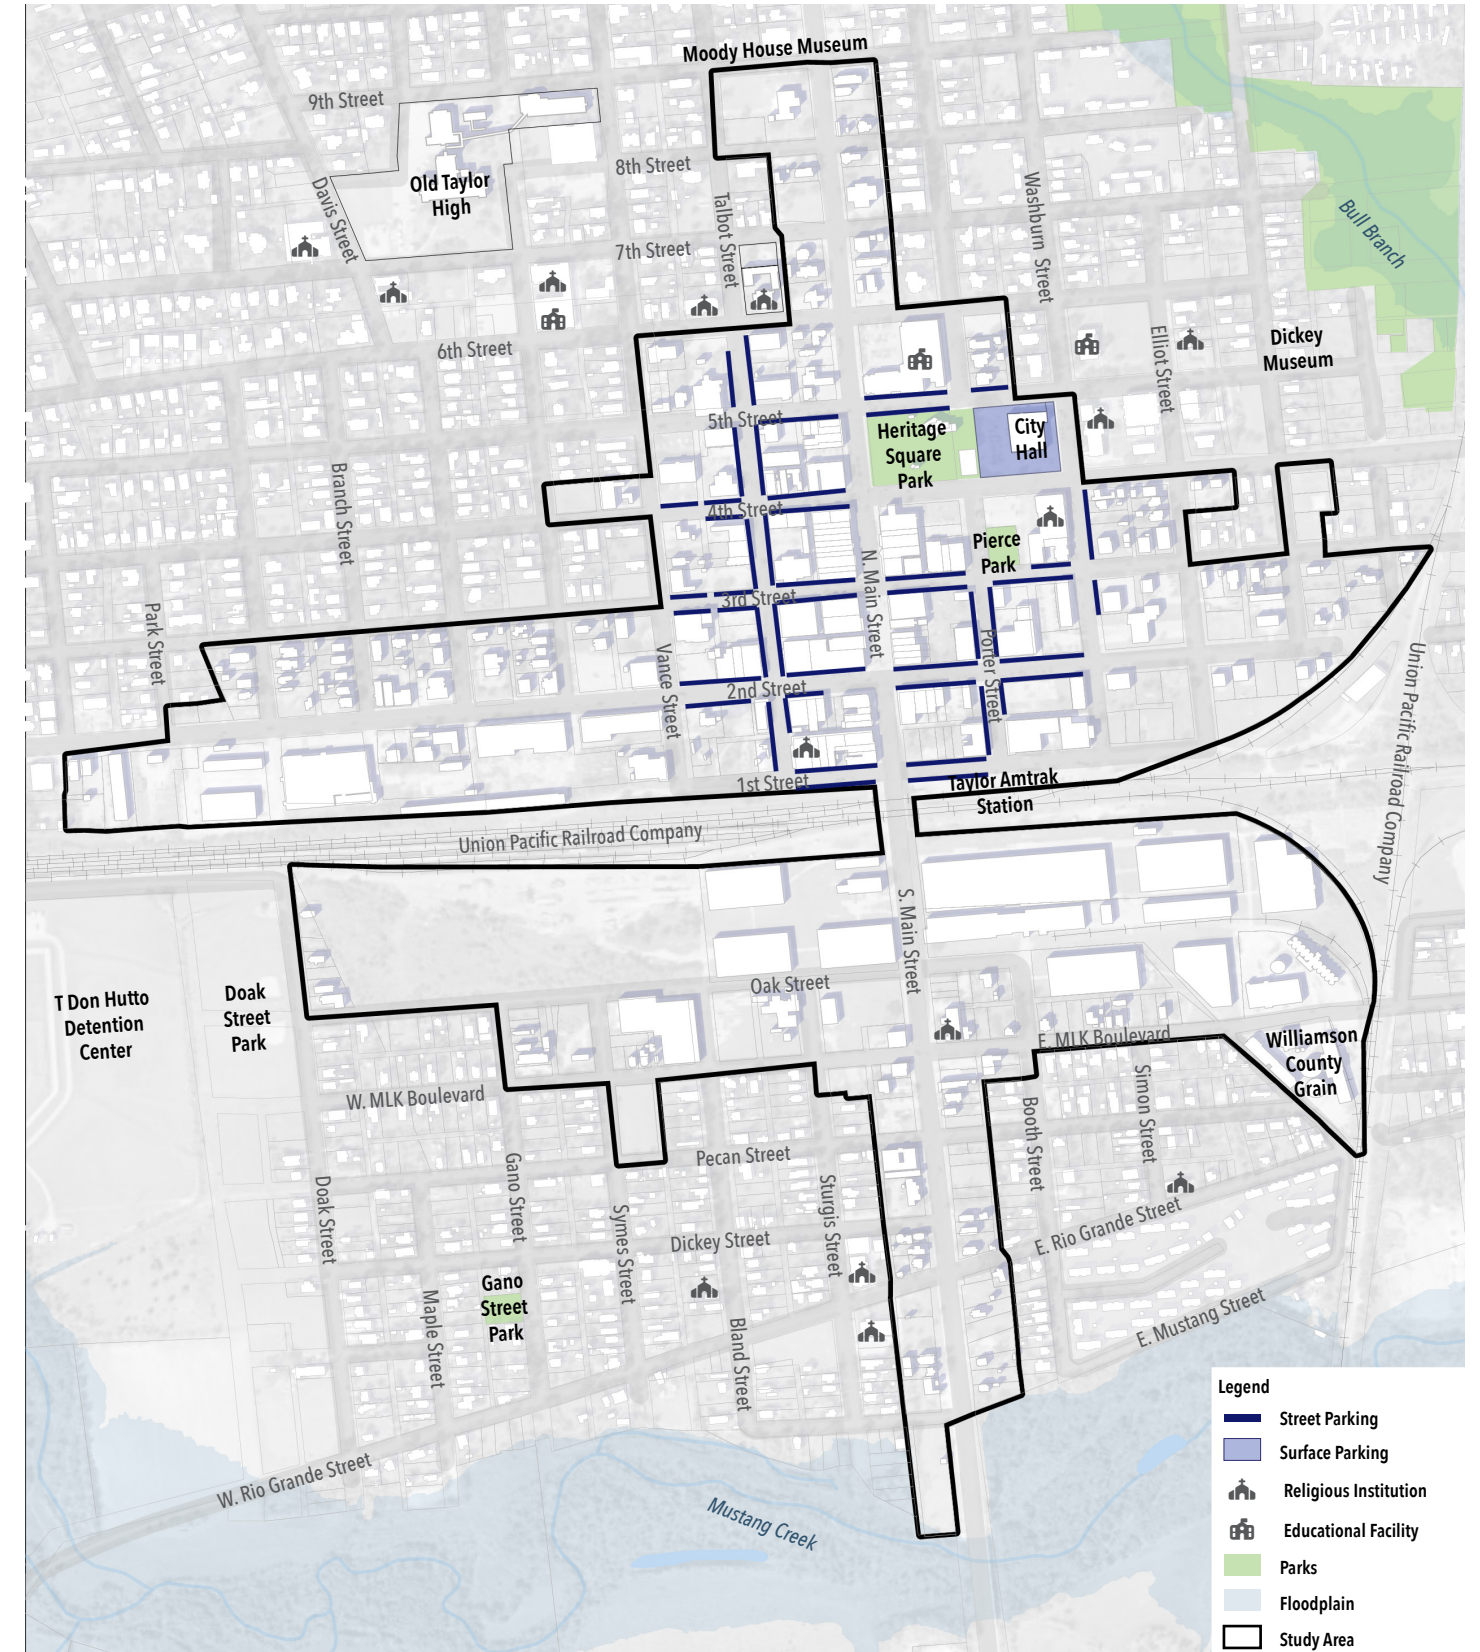 Moody House Museum
9th Street
8th Street
Old Taylor
High
Davis Street
Talbot Street
Washburn Street
Bull Branch
7th Street
6th Street
Elliot Street
Dickey
Museum
5th Street
Heritage
Square
Park
City
Hall
Branch Street
4th Street
Pierce
Park
N. Main Street
3rd Street
Park Street
Vance Street
Porter Street
2nd Street
Union Pacific Railroad Company
1st Street
Taylor Amtrak
Station
Union Pacific Railroad Company
S. Main Street
Oak Street
T Don Hutto
Detention
Center
Doak
Street
Park
E. MLK Boulevard
Williamson
County
Grain
W. MLK Boulevard
Simon Street
Booth Street
Pecan Street
Gano Street
Doak Street
Sturgis Street
Symes Street
Dickey Street
E. Rio Grande Street
Gano
Street
Park
Maple Street
Bland Street
E. Mustang Street
W. Rio Grande Street
Mustang Creek
Legend
Street Parking
Surface Parking
Religious Institution
Educational Facility
Parks
Floodplain
Study Area